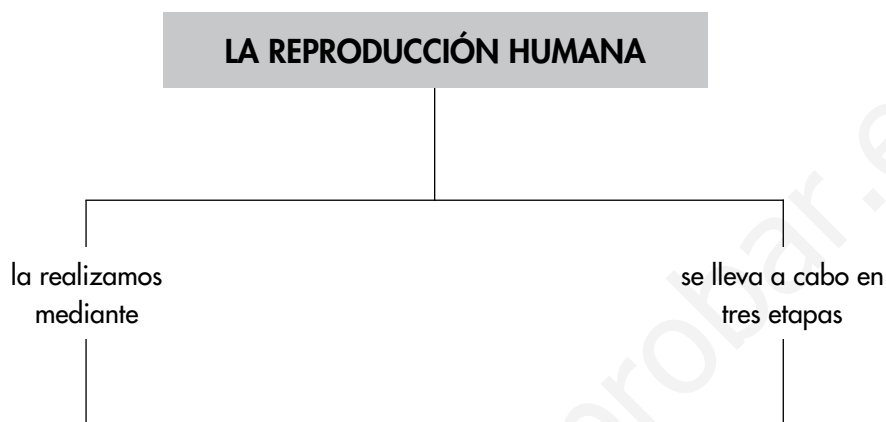 LA REPRODUCCIÓN HUMANA
la realizamos
mediante
se lleva a cabo en
tres etapas